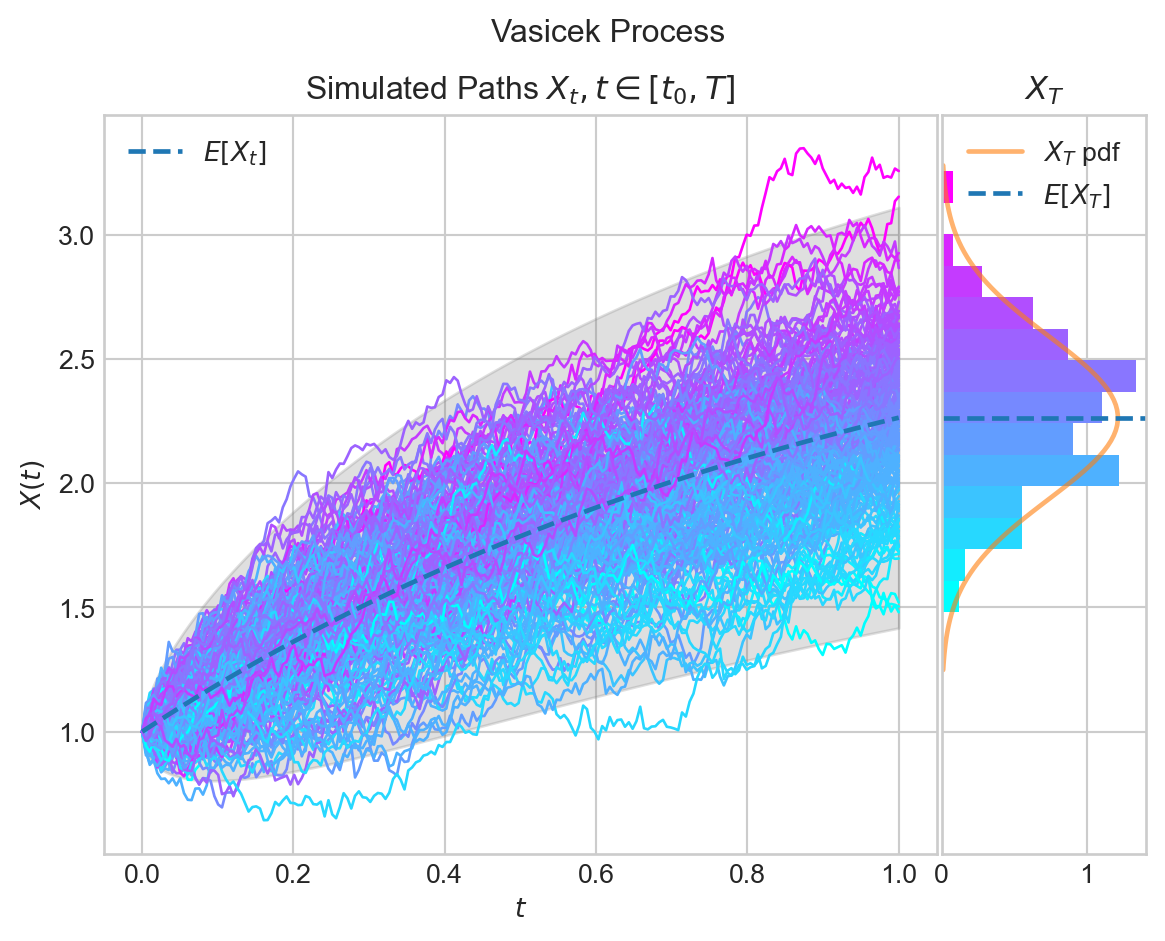 Vasicek Process
Simulated Paths $X_t, t \in [t_0, T]$
$X_T$
$E[X_t]$
$X_T$ pdf
$E[X_T]$
3.0
2.5
2.0
1.5
1.0
$X(t)$
0.0 0.2 0.4 0.6 0.8 1.0 0 1
$t$